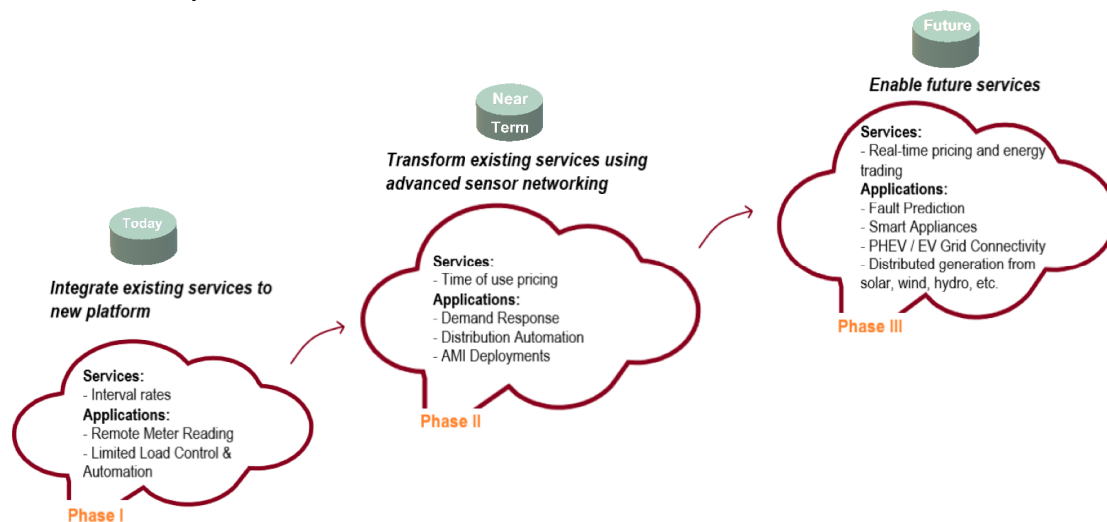 Today
Integrate existing services to
new platform
Services:
- Interval rates
Applications:
- Remote Meter Reading
- Limited Load Control &
Automation
Phase I
Near
Term
Transform existing services using
advanced sensor networking
Services:
- Time of use pricing
Applications:
- Demand Response
- Distribution Automation
- AMI Deployments
Phase II
Future
Enable future services
Services:
- Real-time pricing and energy
trading
Applications:
- Fault Prediction
- Smart Appliances
- PHEV / EV Grid Connectivity
- Distributed generation from
solar, wind, hydro, etc.
Phase III